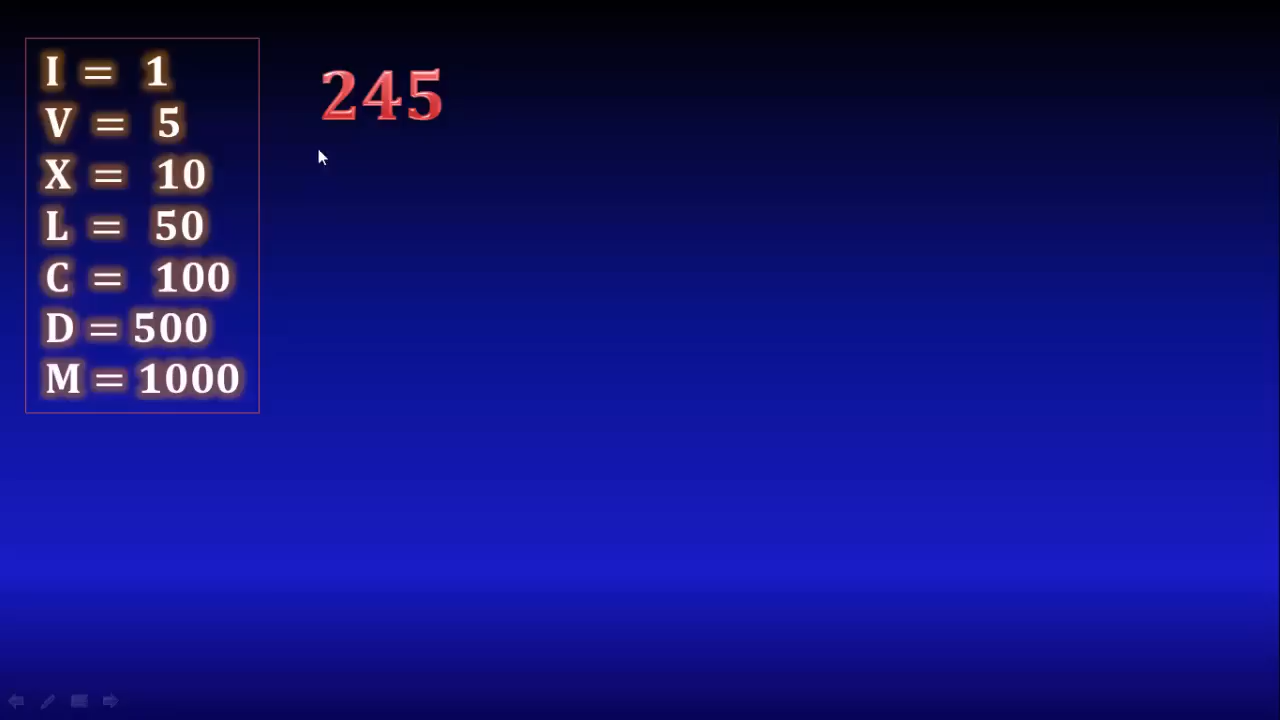 I = 1
V = 5
X = 10
L = 50
C = 100
D = 500
M = 1000
245